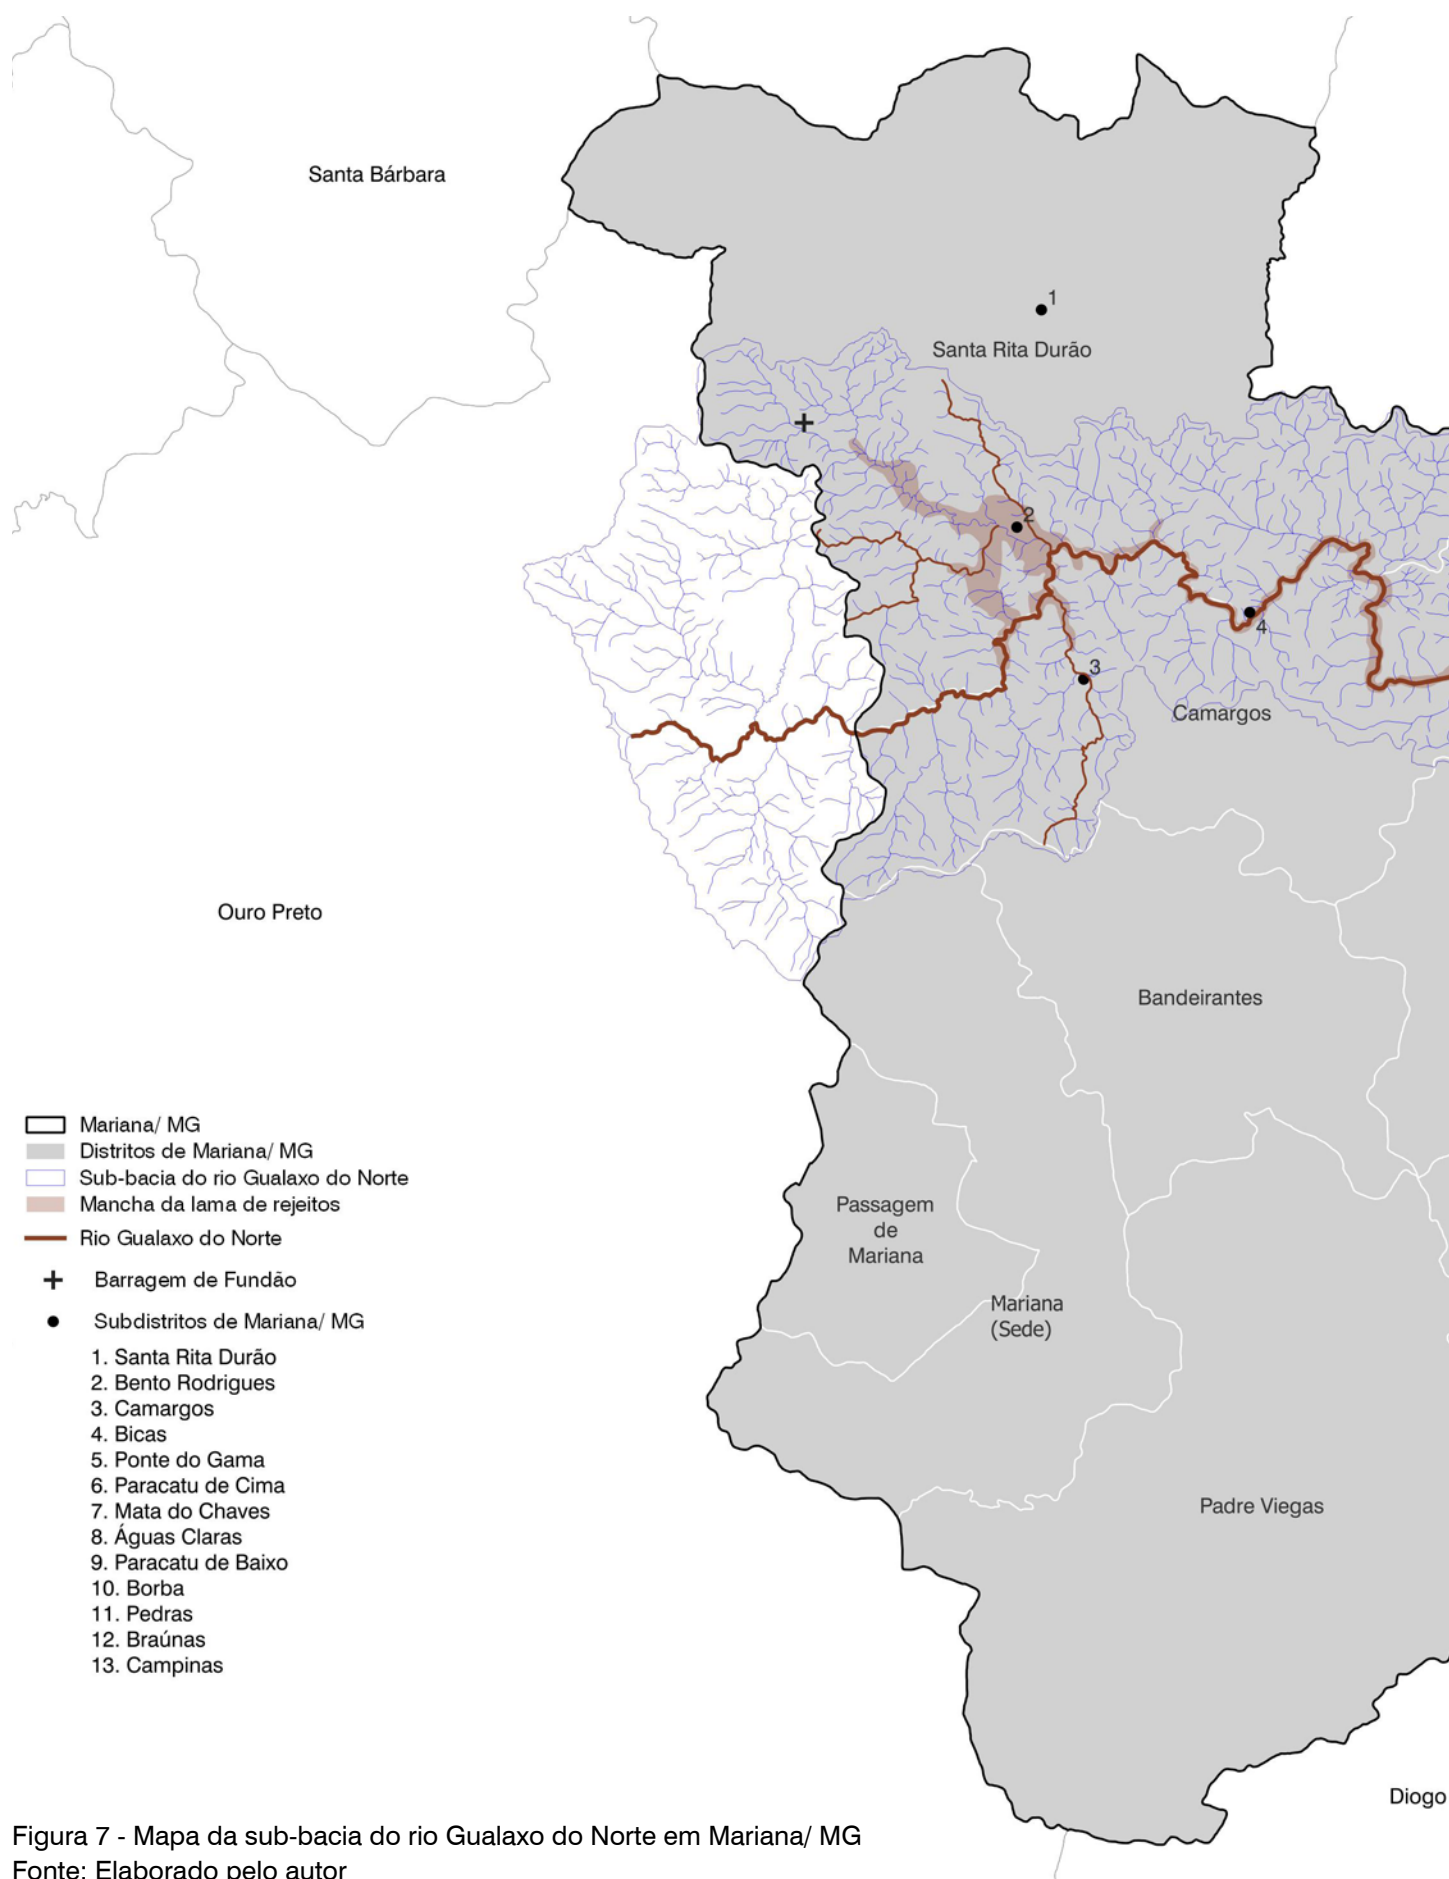 Santa Bárbara
1
Santa Rita Durão
2
4
3
Camargos
Ouro Preto
Bandeirantes
Mariana/ MG
Distritos de Mariana/ MG
Sub-bacia do rio Gualaxo do Norte
Mancha da lama de rejeitos
Rio Gualaxo do Norte
Barragem de Fundão
Subdistritos de Mariana/ MG
1. Santa Rita Durão
2. Bento Rodrigues
3. Camargos
4. Bicas
5. Ponte do Gama
6. Paracatu de Cima
7. Mata do Chaves
8. Águas Claras
9. Paracatu de Baixo
10. Borba
11. Pedras
12. Braúnas
13. Campinas
Passagem
de
Mariana
Mariana
(Sede)
Padre Viegas
Diogo
Figura 7 - Mapa da sub-bacia do rio Gualaxo do Norte em Mariana/ MG
Fonte: Elaborado pelo autor